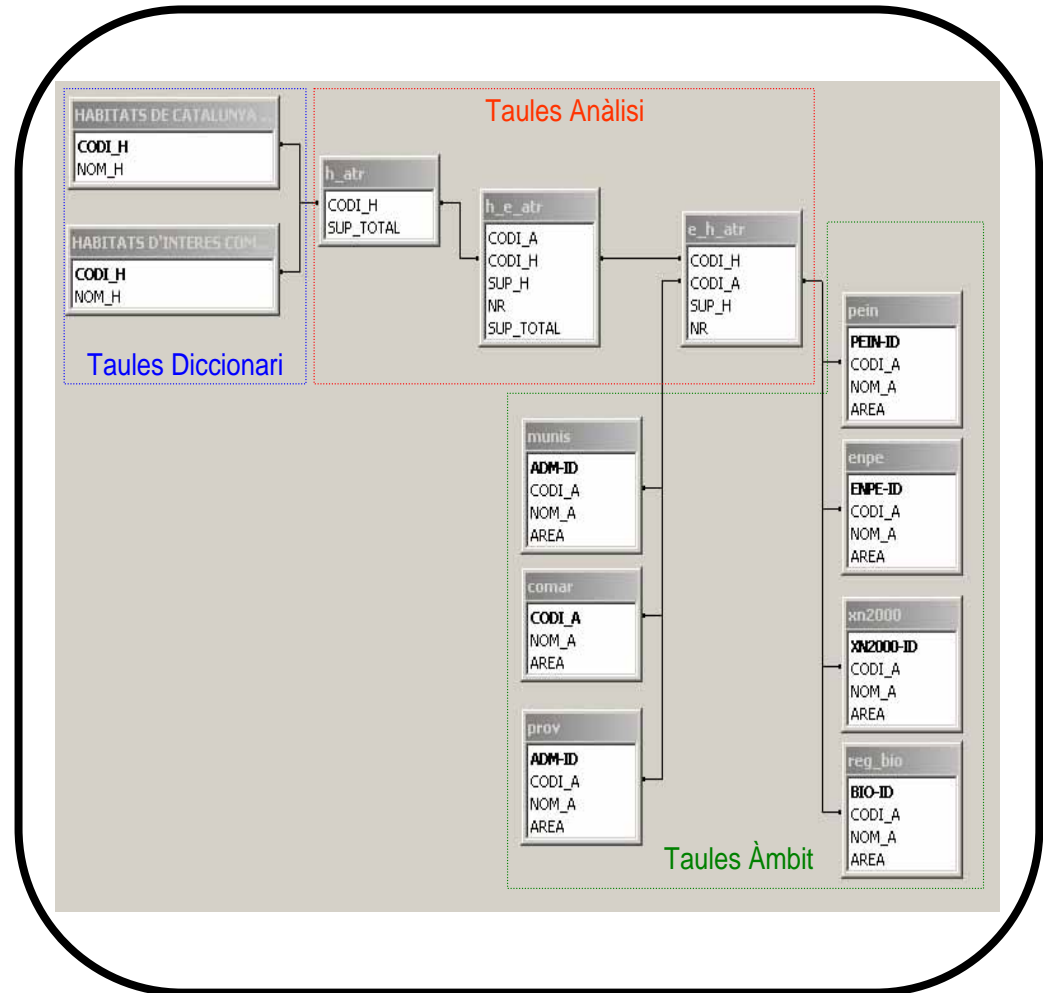 HABITATS DE CATALUNYA ...
CODI_H
NOM_H
HABITATS D'INTERES COM...
CODI_H
NOM_H
Taules Diccionari
Taules Anàlisi
h_atr
CODI_H
SUP_TOTAL
h_e_atr
CODI_A
CODI_H
SUP_H
NR
SUP_TOTAL
e_h_atr
CODI_H
CODI_A
SUP_H
NR
munis
ADM-ID
CODI_A
NOM_A
AREA
comar
CODI_A
NOM_A
AREA
prov
ADM-ID
CODI_A
NOM_A
AREA
pein
PEIN-ID
CODI_A
NOM_A
AREA
enpe
ENPE-ID
CODI_A
NOM_A
AREA
xn2000
XN2000-ID
CODI_A
NOM_A
AREA
reg_bio
BIO-ID
CODI_A
NOM_A
AREA
Taules Àmbit